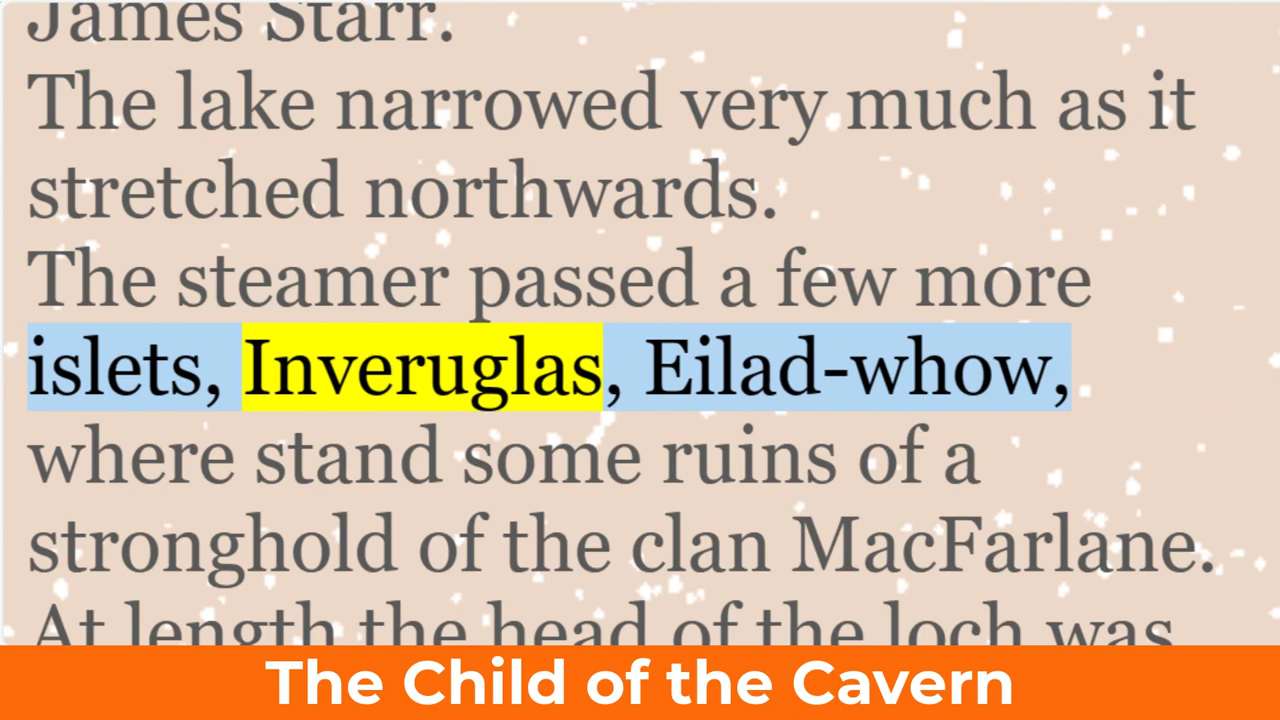 James Starr.
The lake narrowed very much as it
stretched northwards.
The steamer passed a few more
islets, Inveruglas, Eilad-whow,
where stand some ruins of a
stronghold of the clan MacFarlane.
At length the head of the loch was
The Child of the Cavern